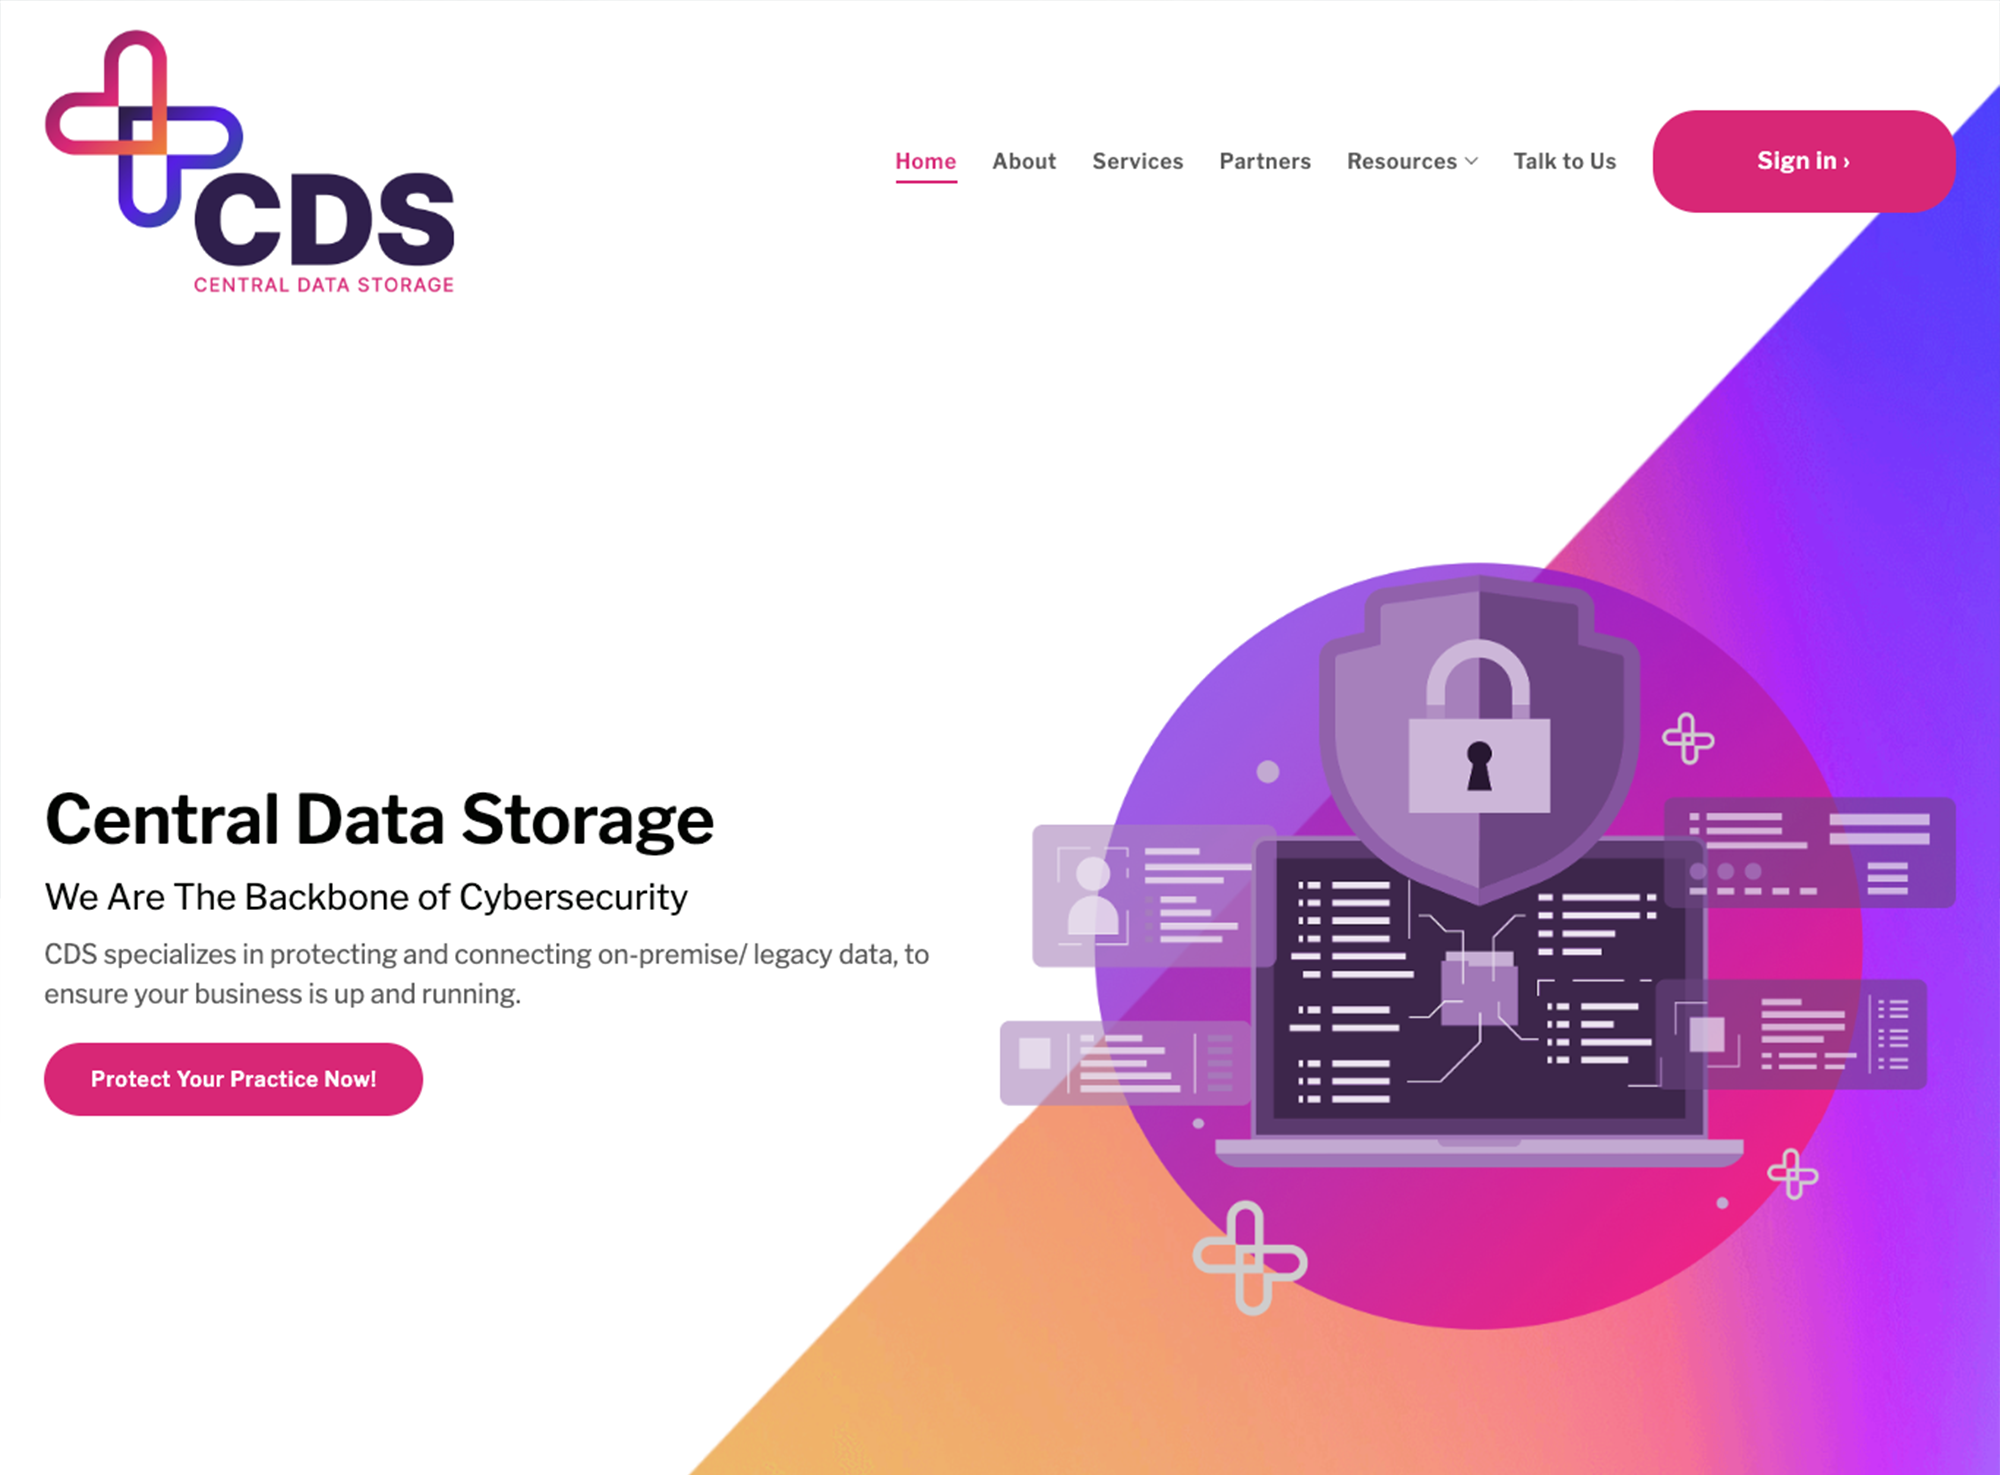 CDS
CENTRAL DATA STORAGE
Home
About
Services
Partners
Resources
Talk to Us
Sign in ›
Central Data Storage
We Are The Backbone of Cybersecurity
CDS specializes in protecting and connecting on-premise/ legacy data, to
ensure your business is up and running.
Protect Your Practice Now!